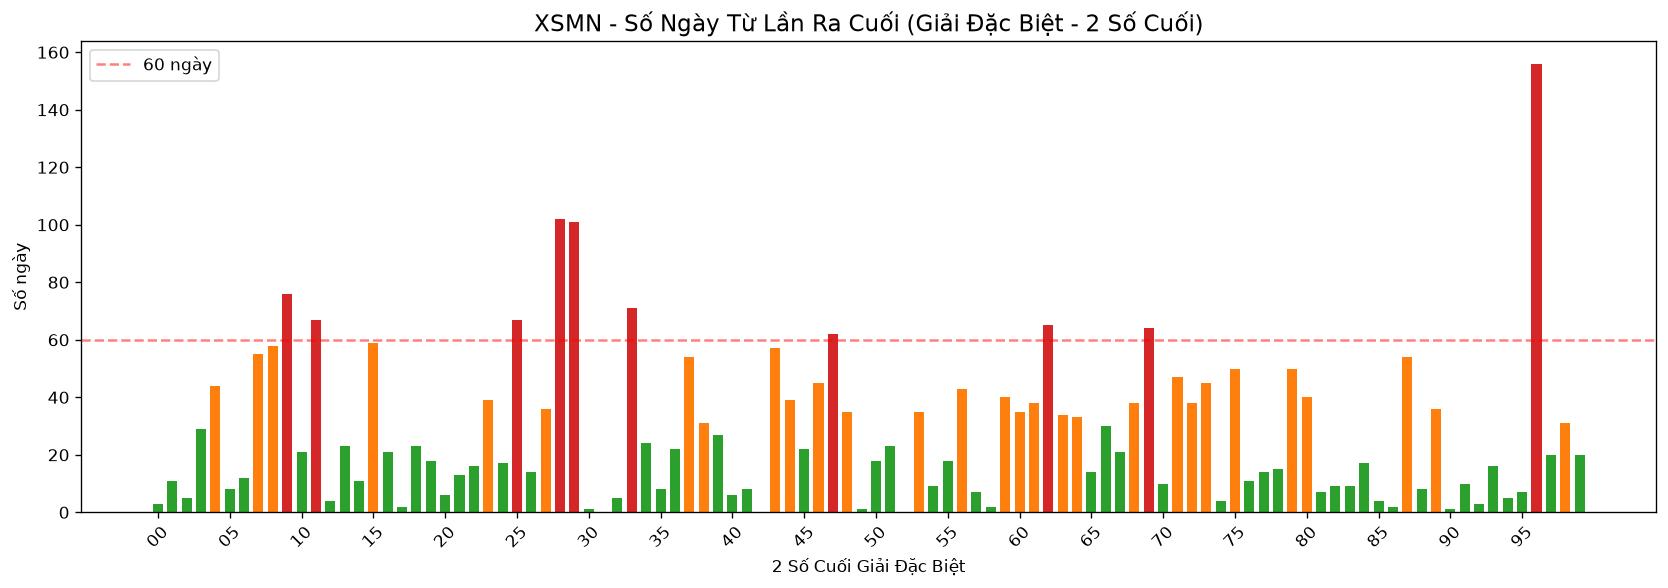 XSMN - Số Ngày Từ Lần Ra Cuối (Giải Đặc Biệt - 2 Số Cuối)
60 ngày
Số ngày
160
140
120
100
80
60
40
20
0
00 05 10 15 20 25 30 35 40 45 50 55 60 65 70 75 80 85 90 95
2 Số Cuối Giải Đặc Biệt